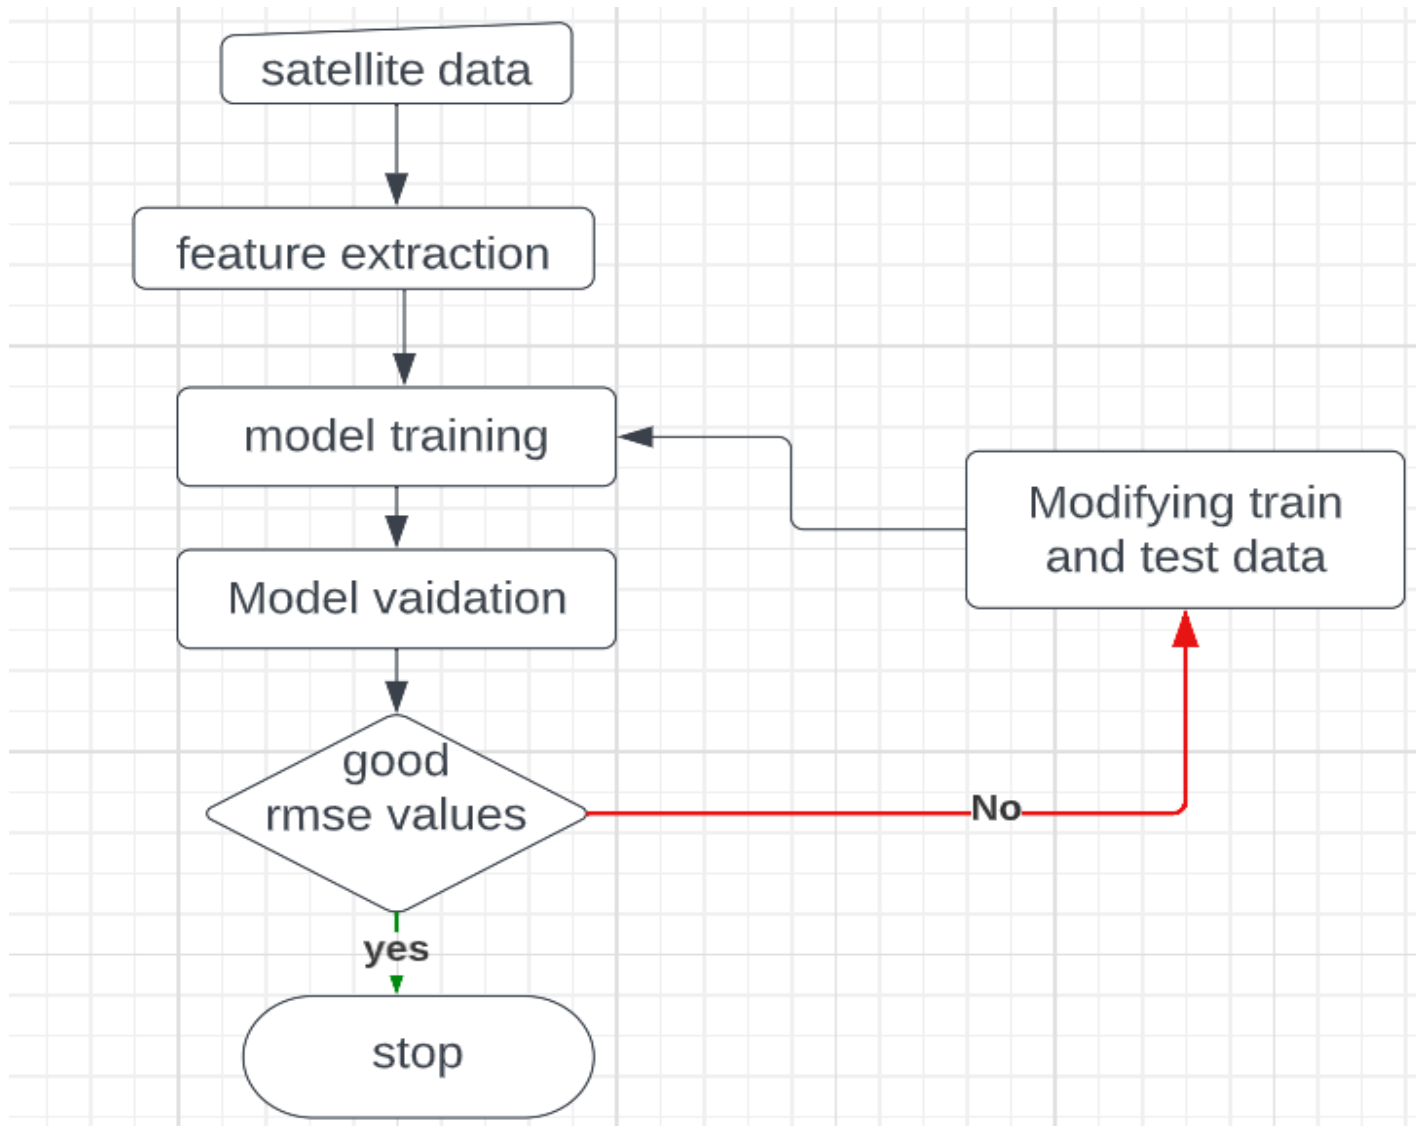 satellite data
feature extraction
model training
Modifying train
and test data
Model vaidation
good
rmse values
No
yes
stop